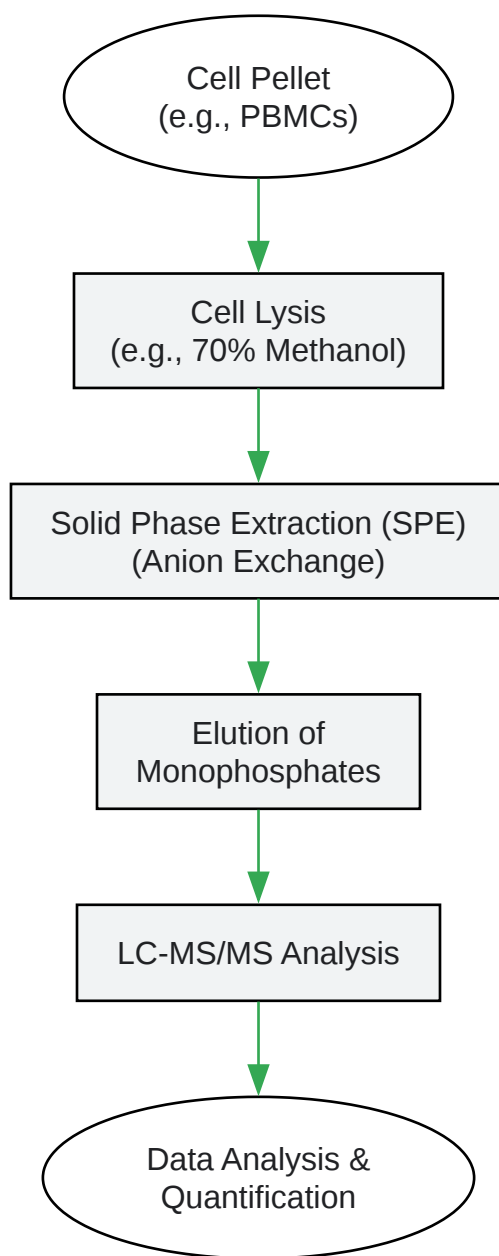 Cell Pellet
(e.g., PBMCs)
Cell Lysis
(e.g., 70% Methanol)
Solid Phase Extraction (SPE)
(Anion Exchange)
Elution of
Monophosphates
LC-MS/MS Analysis
Data Analysis &
Quantification